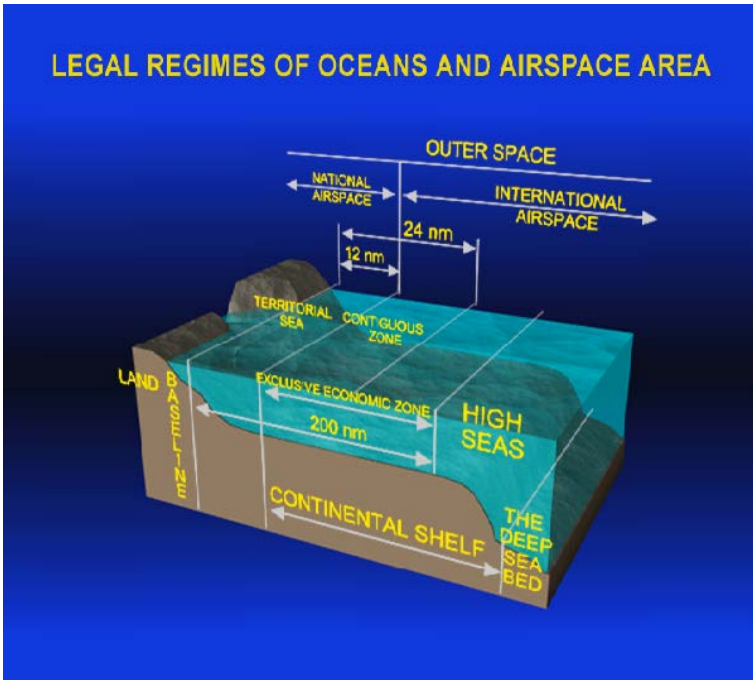 LEGAL REGIMES OF OCEANS AND AIRSPACE AREA
OUTER SPACE
NATIONAL
AIRSPACE
INTERNATIONAL
AIRSPACE
24 nm
12 nm
TERRITORIAL
SEA
CONTIGUOUS
ZONE
LAND
BASELINE
EXCLUSIVE ECONOMIC ZONE
200 nm
HIGH
SEAS
CONTINENTAL SHELF
THE
DEEP
SEA
BED